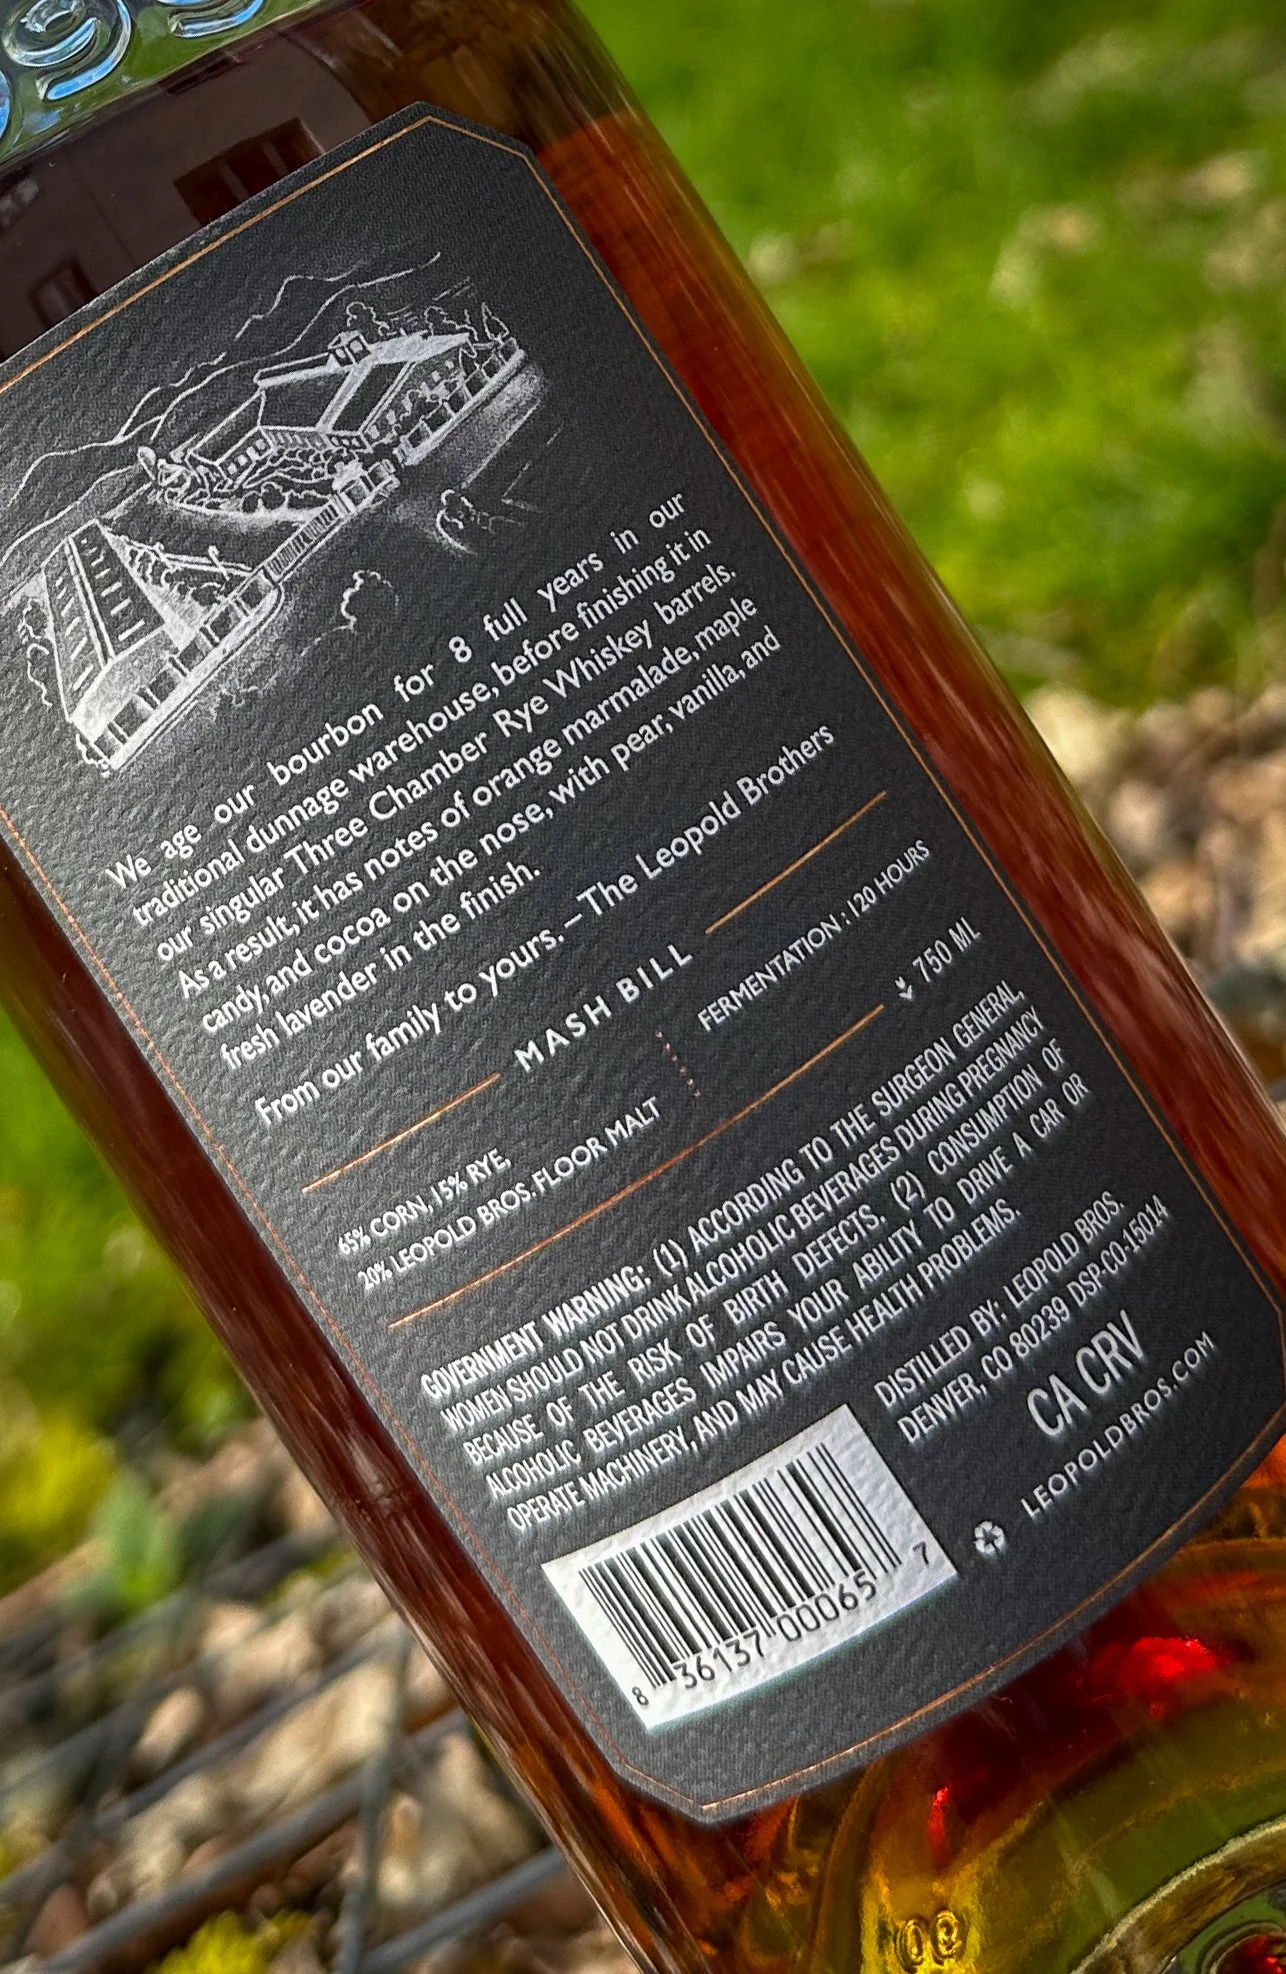 We age our bourbon for 8 full years in our
traditional dunnage warehouse, before finishing it in
our singular Three Chamber Rye Whiskey barrels.
As a result, it has notes of orange marmalade, maple
candy, and cocoa on the nose, with pear, vanilla, and
fresh lavender in the finish.
From our family to yours. – The Leopold Brothers
MASH BILL
65% CORN, 15% RYE,
20% LEOPOLD BROS. FLOOR MALT
FERMENTATION : 120 HOURS
750 ML
GOVERNMENT WARNING: (1) ACCORDING TO THE SURGEON GENERAL,
WOMEN SHOULD NOT DRINK ALCOHOLIC BEVERAGES DURING PREGNANCY
BECAUSE OF THE RISK OF BIRTH DEFECTS. (2) CONSUMPTION OF
ALCOHOLIC BEVERAGES IMPAIRS YOUR ABILITY TO DRIVE A CAR OR
OPERATE MACHINERY, AND MAY CAUSE HEALTH PROBLEMS.
DISTILLED BY: LEOPOLD BROS.
DENVER, CO 80239 DSP-CO-15014
CA CRV
LEOPOLDBROS.COM
8 36137 00065 7